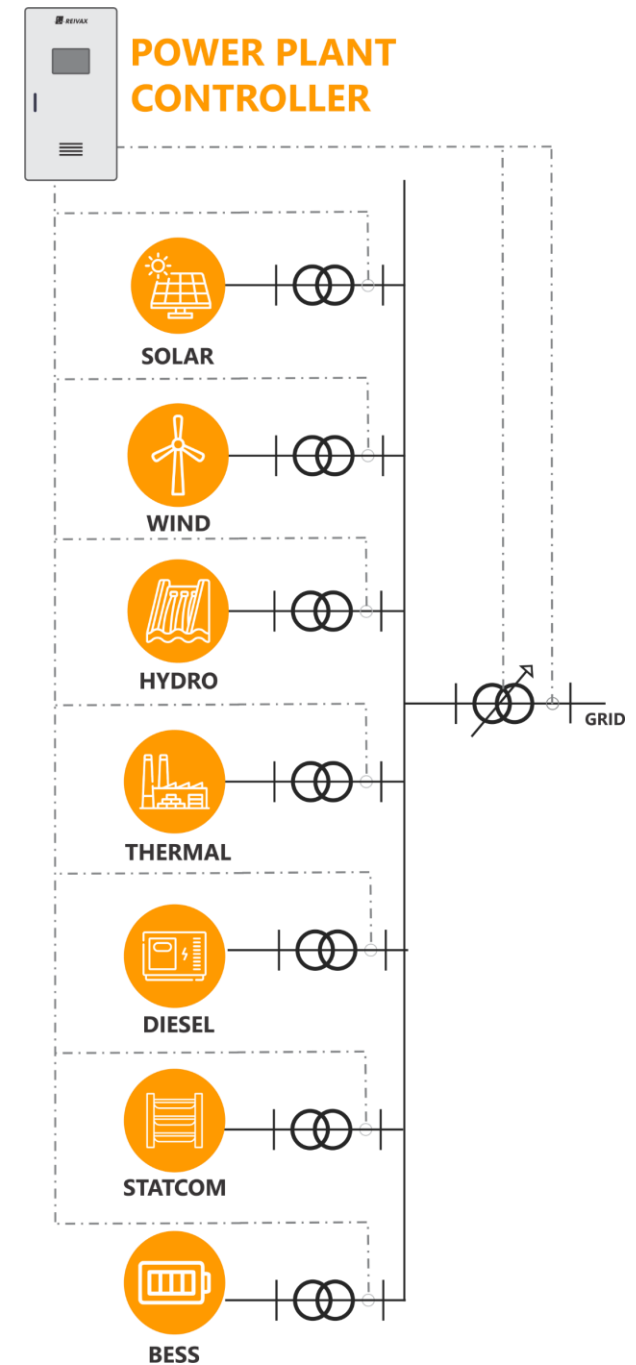 REIVAX
POWER PLANT
CONTROLLER
SOLAR
WIND
HYDRO
GRID
THERMAL
DIESEL
STATCOM
BESS